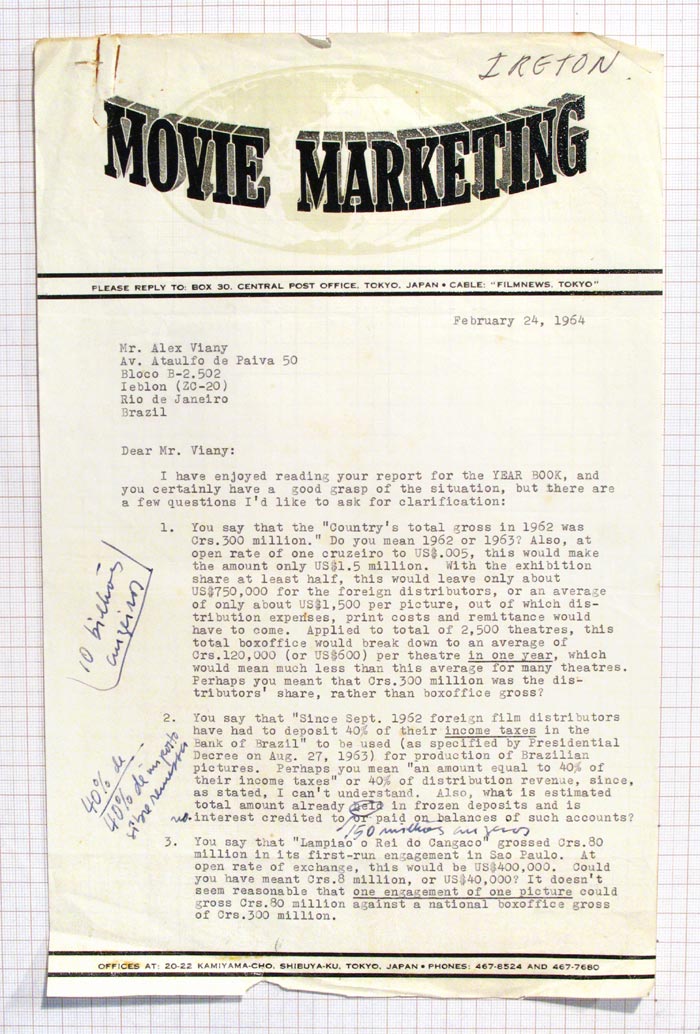 IRETON.
MOVIE MARKETING
PLEASE REPLY TO: BOX 30, CENTRAL POST OFFICE, TOKYO, JAPAN • CABLE: "FILMNEWS, TOKYO"
February 24, 1964
Mr. Alex Viany
Av. Ataulfo de Paiva 50
Bloco B-2.502
Ieblon (ZC-20)
Rio de Janeiro
Brazil
Dear Mr. Viany:
I have enjoyed reading your report for the YEAR BOOK, and
you certainly have a good grasp of the situation, but there are
a few questions I'd like to ask for clarification:
1. You say that the "Country's total gross in 1962 was
Crs.300 million." Do you mean 1962 or 1963? Also, at
open rate of one cruzeiro to US$.005, this would make
the amount only US$1.5 million. With the exhibition
share at least half, this would leave only about
US$750,000 for the foreign distributors, or an average
of only about US$1,500 per picture, out of which dis-
tribution expenses, print costs and remittance would
have to come. Applied to total of 2,500 theatres, this
total boxoffice would break down to an average of
Crs.120,000 (or US$600) per theatre in one year, which
would mean much less than this average for many theatres.
Perhaps you meant that Crs.300 million was the dis-
tributors' share, rather than boxoffice gross?
10 bilhões
cruzeiros
2. You say that "Since Sept. 1962 foreign film distributors
have had to deposit 40% of their income taxes in the
Bank of Brazil" to be used (as specified by Presidential
Decree on Aug. 27, 1963) for production of Brazilian
pictures. Perhaps you mean "an amount equal to 40% of
their income taxes" or 40% of distribution revenue, since,
as stated, I can't understand. Also, what is estimated
total amount already held in frozen deposits and is
no interest credited to or paid on balances of such accounts?
150 milhões cruzeiros
40% de
40% de imposto
sôbre remessas
3. You say that "Lampiao o Rei do Cangaco" grossed Crs.80
million in its first-run engagement in Sao Paulo. At
open rate of exchange, this would be US$400,000. Could
you have meant Crs.8 million, or US$40,000? It doesn't
seem reasonable that one engagement of one picture could
gross Crs.80 million against a national boxoffice gross
of Crs.300 million.
OFFICES AT: 20-22 KAMIYAMA-CHO, SHIBUYA-KU, TOKYO, JAPAN • PHONES: 467-8524 AND 467-7680